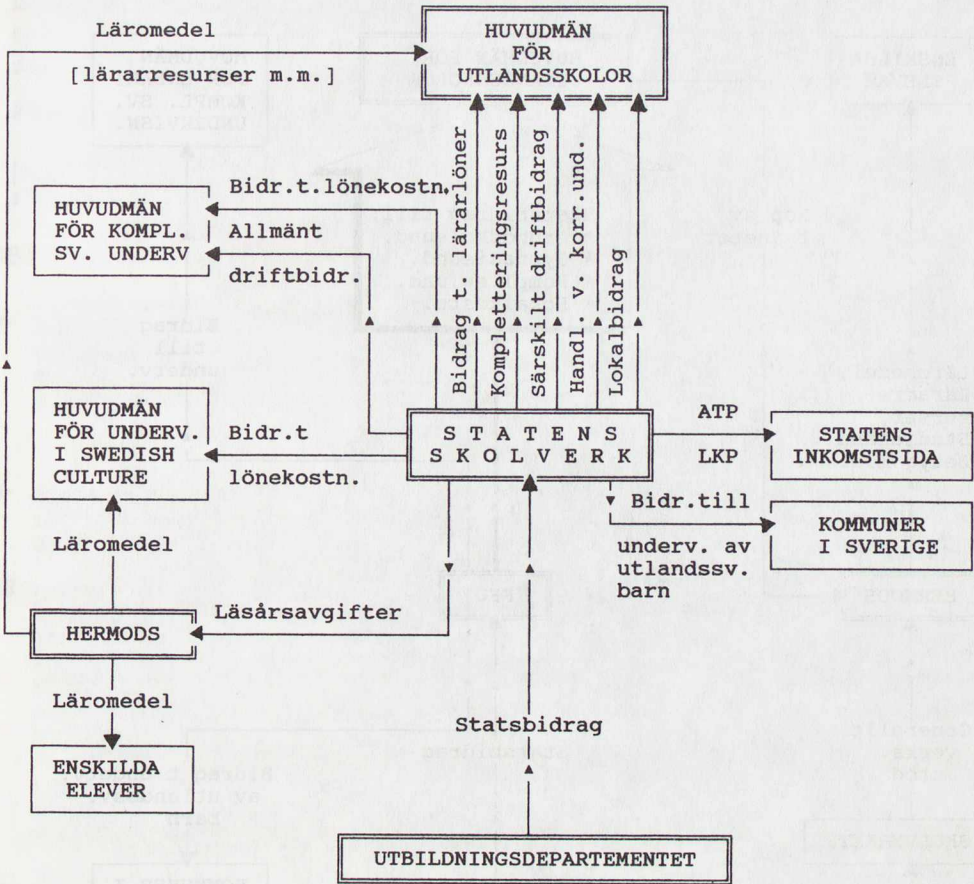 HUVUDMÄN
FÖR
UTLANDSSKOLOR
Läromedel
[lärarresurser m.m.]
Bidr.t.lönekostn.
HUVUDMÄN
FÖR KOMPL.
SV. UNDERV
Allmänt
driftbidr.
Bidrag t. lärarlöner
Kompletteringsresurs
Särskilt driftbidrag
Handl. v. korr.und.
Lokalbidrag
HUVUDMÄN
FÖR UNDERV.
I SWEDISH
CULTURE
Bidr.t
lönekostn.
STATENS
SKOLVERK
ATP
LKP
STATENS
INKOMSTSIDA
Bidr.till
underv. av
utlandssv.
barn
KOMMUNER
I SVERIGE
Läromedel
Läsårsavgifter
HERMODS
Läromedel
ENSKILDA
ELEVER
Statsbidrag
UTBILDNINGSDEPARTEMENTET